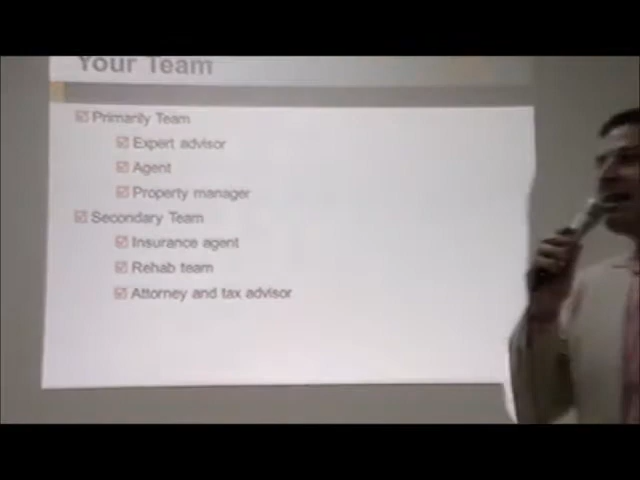 Your Team
Primarily Team
Expert advisor
Agent
Property manager
Secondary Team
Insurance agent
Rehab team
Attorney and tax advisor